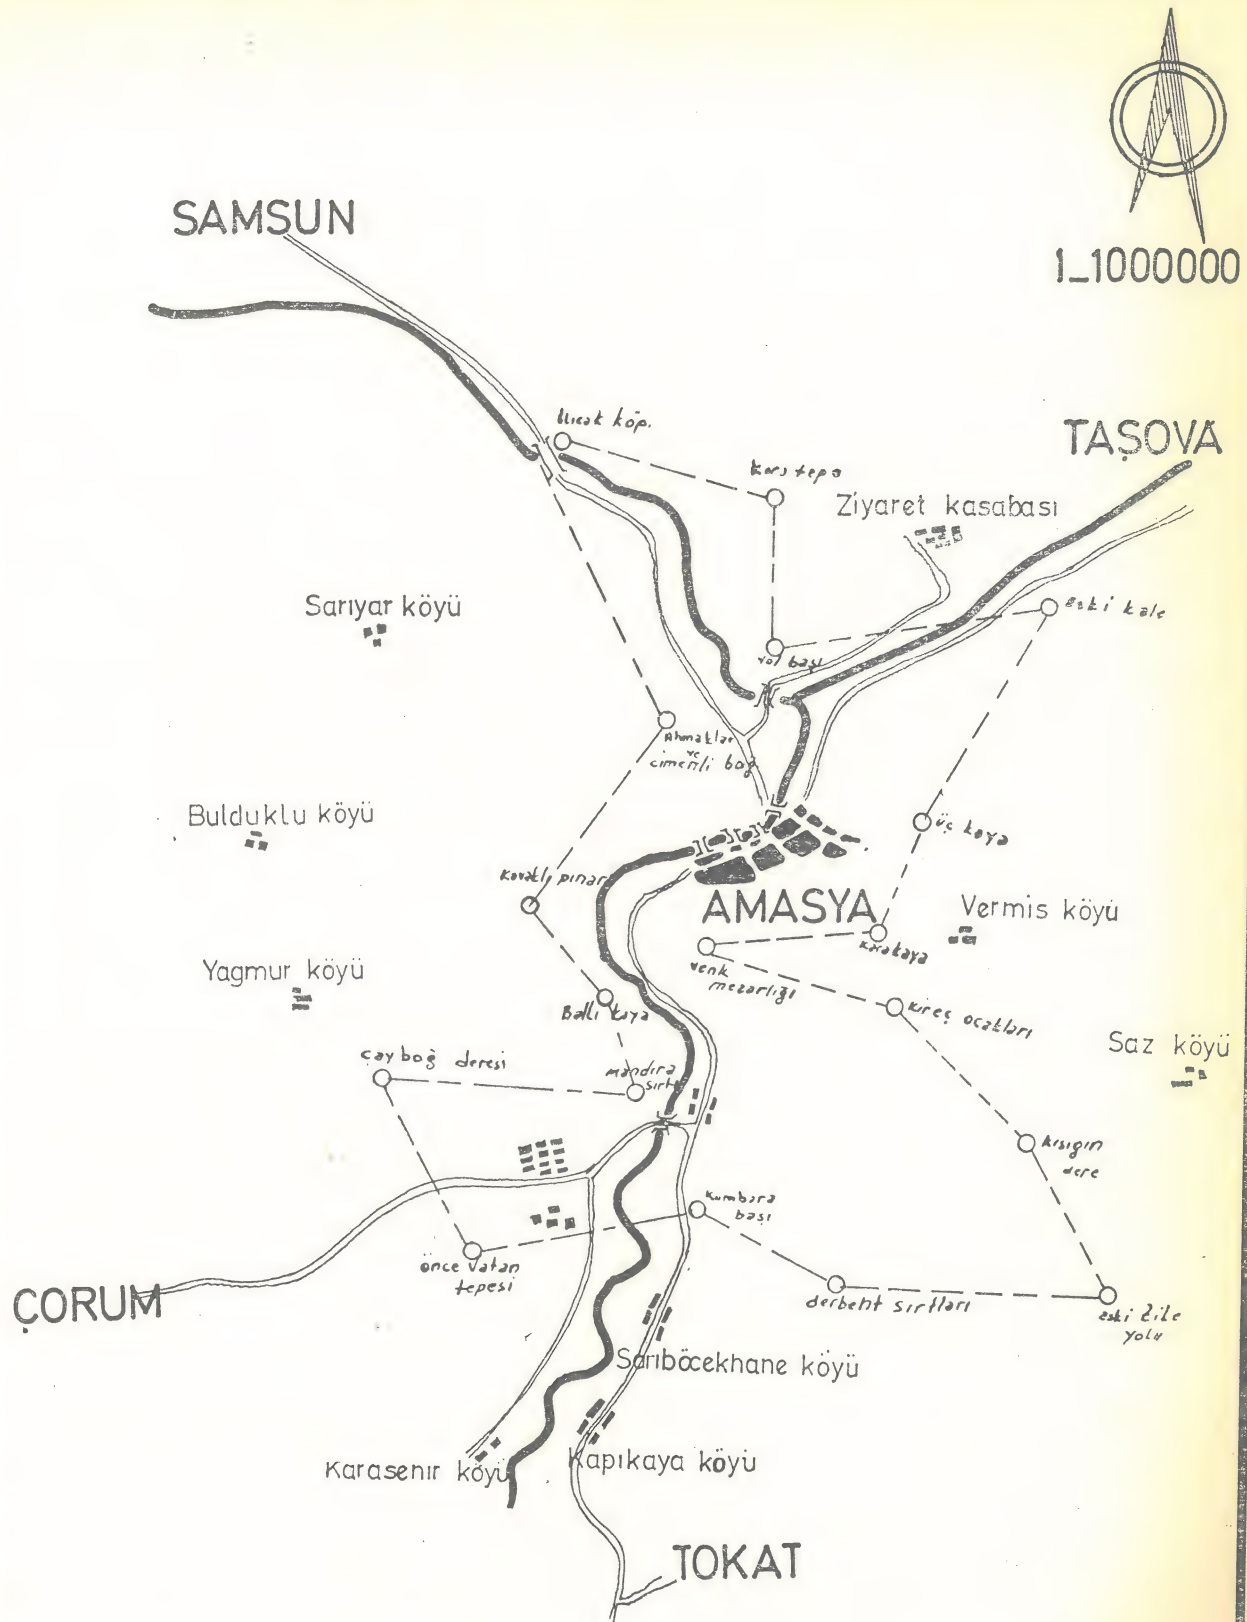 SAMSUN
1_1000000
Ilıcak köp.
TAŞOVA
Kara tepe
Ziyaret kasabası
Sarıyar köyü
eski kale
yol başı
Ahmaklar
ve
cimenli bağ
Bulduklu köyü
üç kaya
Kavaklı pınar
AMASYA
Vermis köyü
Karakaya
Yagmur köyü
venk
mezarlığı
kireç ocakları
Ballı kaya
Saz köyü
çay boğ deresi
mandıra
sırtı
kısıgın
dere
Kumbara
başı
önce vatan
tepesi
ÇORUM
derbent sırtları
eski zile
yolu
Sarıböcekhane köyü
Karasenir köyü
Kapıkaya köyü
TOKAT